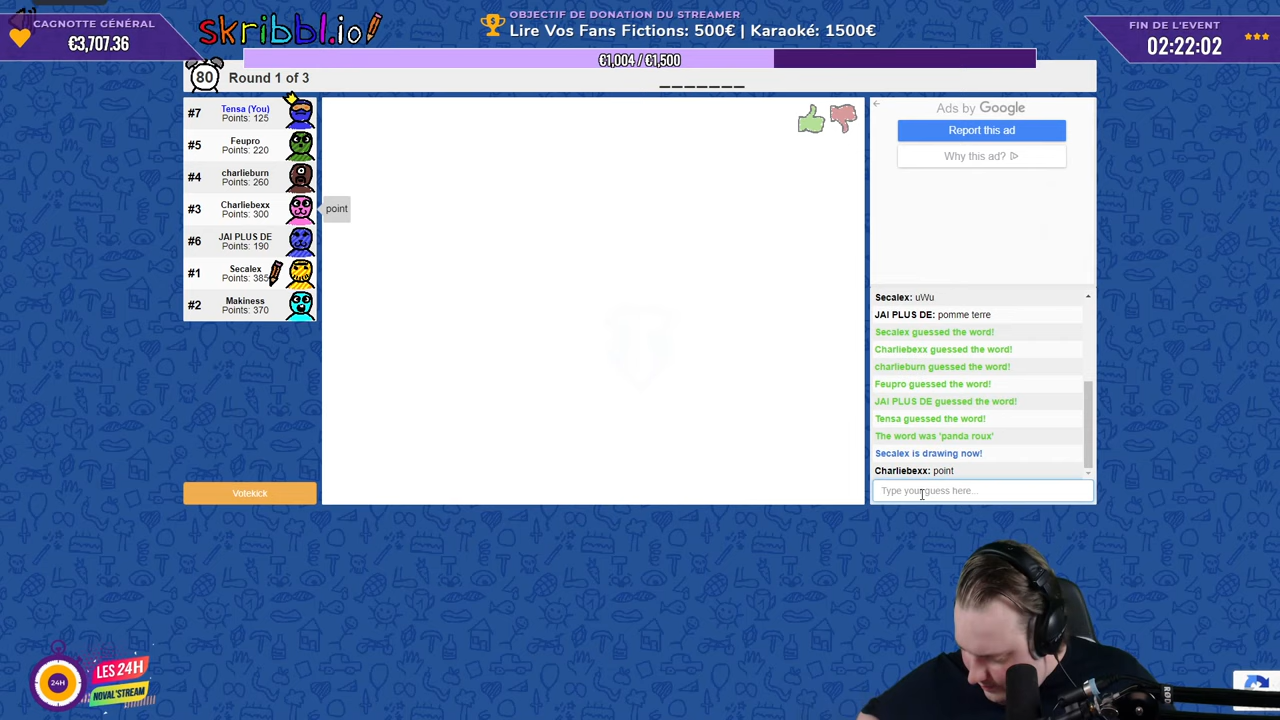 CAGNOTTE GÉNÉRAL
€3,707.36
skribbl.io
OBJECTIF DE DONATION DU STREAMER
Lire Vos Fans Fictions: 500€ | Karaoké: 1500€
€1,004 / €1,500
FIN DE L'EVENT
02:22:02
80
Round 1 of 3
_______
#7
Tensa (You)
Points: 125
#5
Feupro
Points: 220
#4
charlieburn
Points: 260
#3
Charliebexx
Points: 300
point
#6
JAI PLUS DE
Points: 190
#1
Secalex
Points: 385
#2
Makiness
Points: 370
Votekick
Ads by Google
Report this ad
Why this ad?
Secalex: uWu
JAI PLUS DE: pomme terre
Secalex guessed the word!
Charliebexx guessed the word!
charlieburn guessed the word!
Feupro guessed the word!
JAI PLUS DE guessed the word!
Tensa guessed the word!
The word was 'panda roux'
Secalex is drawing now!
Charliebexx: point
Type your guess here...
24H
LES 24H
NOVAL'STREAM
RØDE